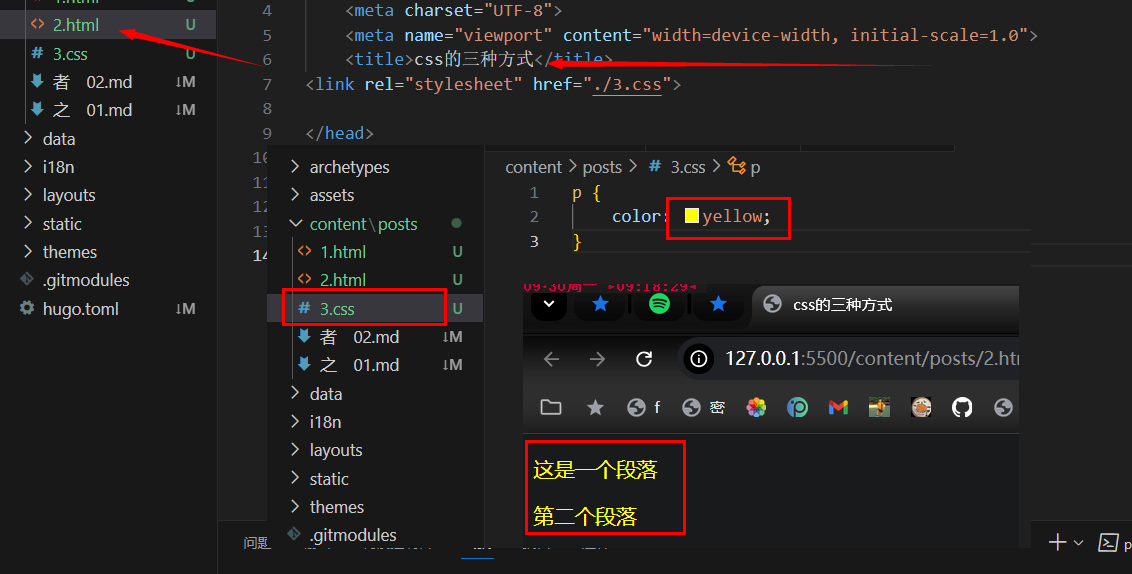 2.html U
3.css U
者 02.md ↓M
之 01.md ↓M
data
i18n
layouts
static
themes
.gitmodules
hugo.toml ↓M
4 <meta charset="UTF-8">
5 <meta name="viewport" content="width=device-width, initial-scale=1.0">
6 <title>css的三种方式</title>
7 <link rel="stylesheet" href="./3.css">
8
9 </head>
10
11
12
13
14
archetypes
assets
content\posts
1.html U
2.html U
3.css U
者 02.md ↓M
之 01.md ↓M
data
i18n
layouts
static
themes
.gitmodules
content > posts > # 3.css > p
1 p {
2 color: yellow;
3 }
09-30周一 ▸09:18:29◂
css的三种方式
127.0.0.1:5500/content/posts/2.ht
f 密
这是一个段落
第二个段落
问题
p